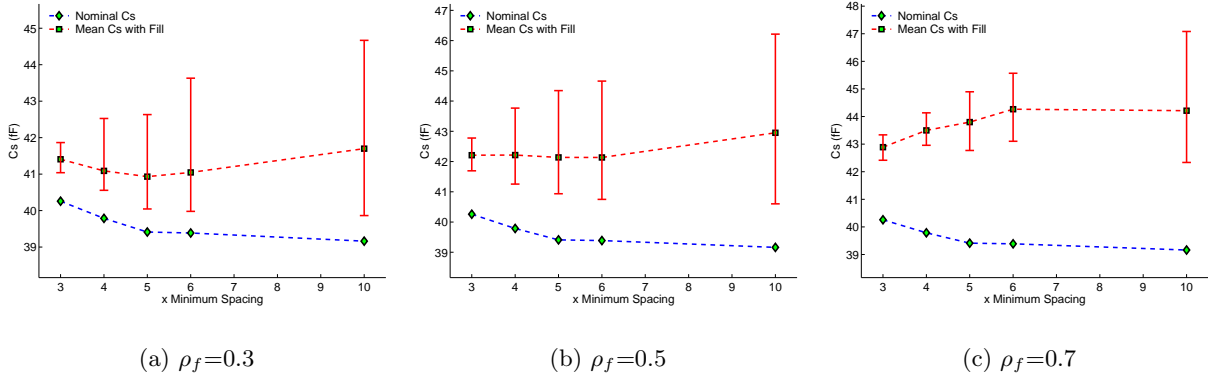 Nominal Cs
Mean Cs with Fill
45
44
43
42
41
40
39
Cs (fF)
3 4 5 6 7 8 9 10
x Minimum Spacing
(a) ρ_f=0.3
Nominal Cs
Mean Cs with Fill
47
46
45
44
43
42
41
40
39
Cs (fF)
3 4 5 6 7 8 9 10
x Minimum Spacing
(b) ρ_f=0.5
Nominal Cs
Mean Cs with Fill
48
47
46
45
44
43
42
41
40
39
Cs (fF)
3 4 5 6 7 8 9 10
x Minimum Spacing
(c) ρ_f=0.7